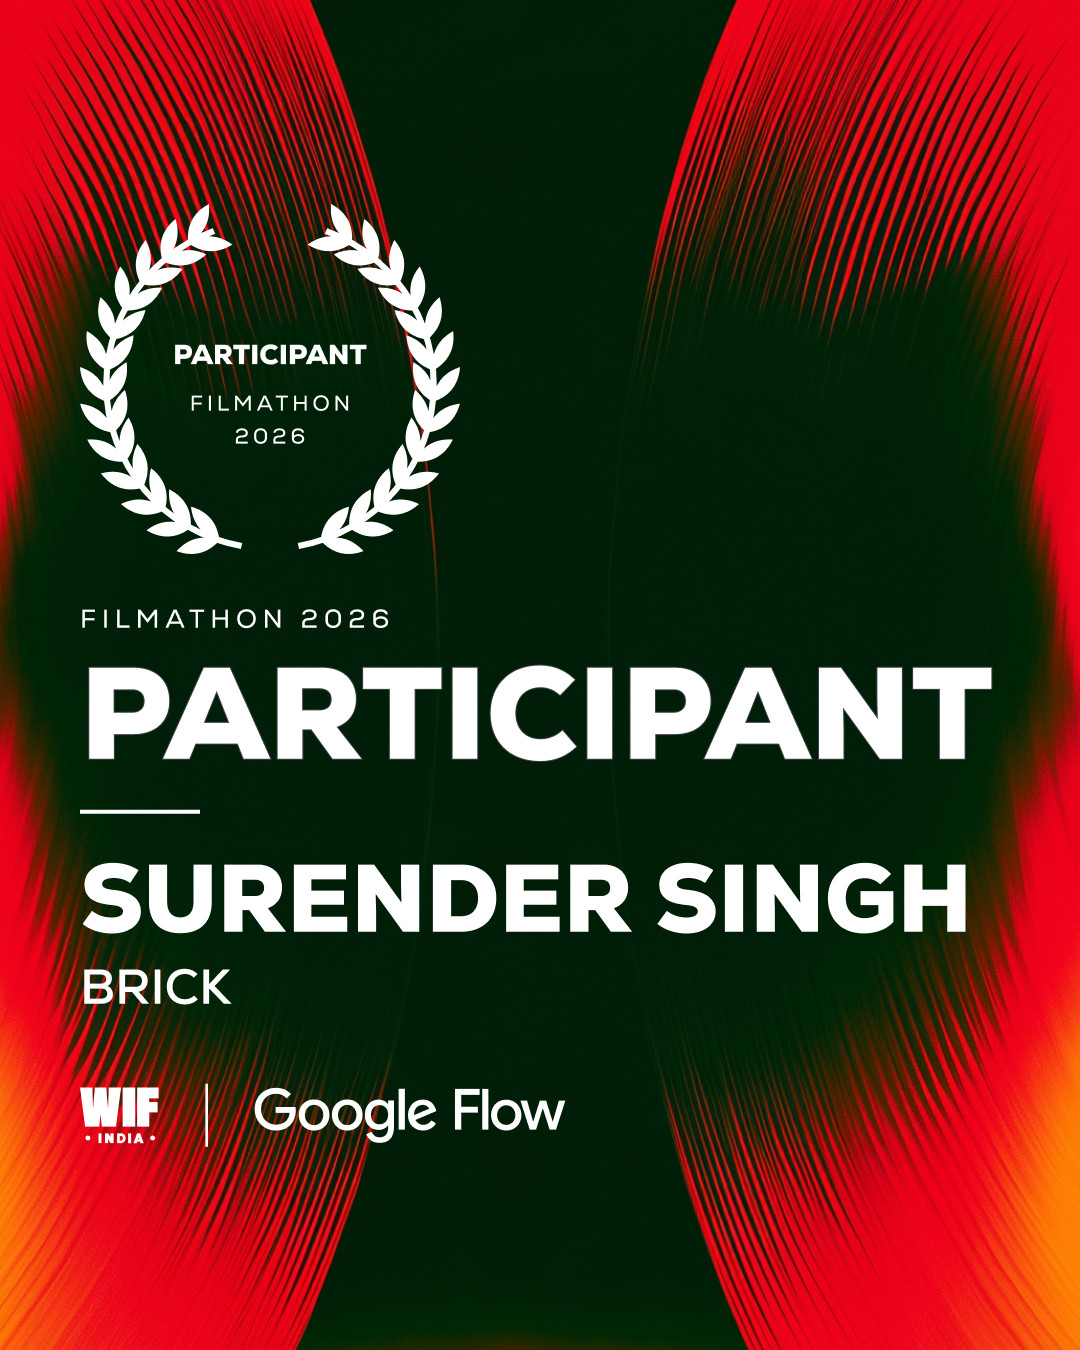 PARTICIPANT
FILMATHON
2026
FILMATHON 2026
PARTICIPANT
SURENDER SINGH
BRICK
WIF
• INDIA •
Google Flow